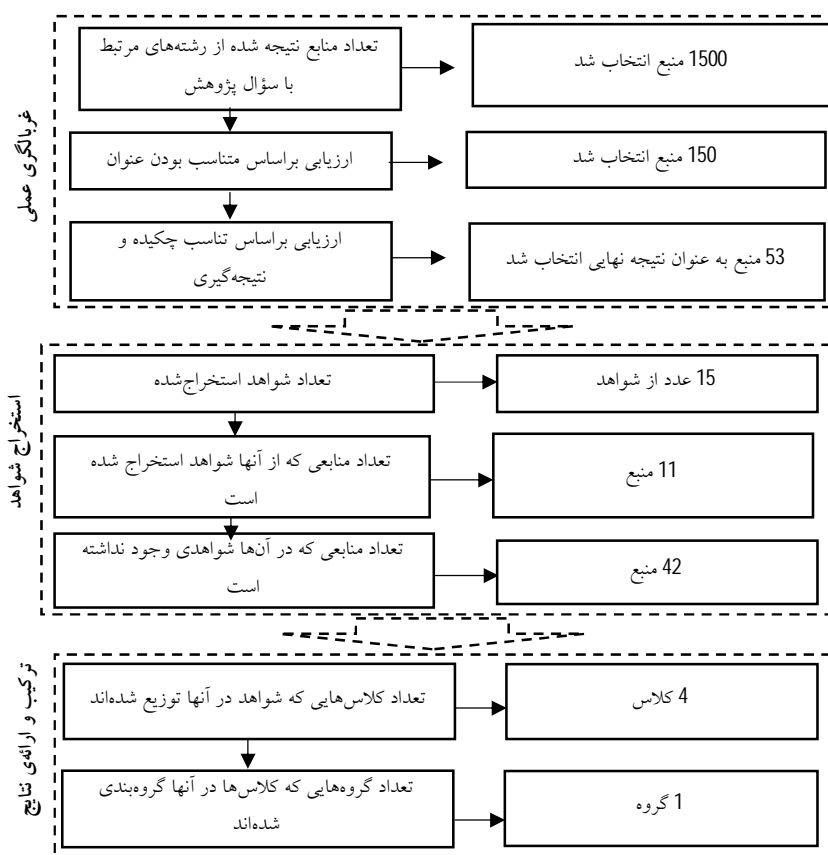 غربالگری عملی
تعداد منابع نتیجه شده از رشته‌های مرتبط
با سؤال پژوهش
1500 منبع انتخاب شد
ارزیابی براساس متناسب بودن عنوان
150 منبع انتخاب شد
ارزیابی براساس تناسب چکیده و
نتیجه‌گیری
53 منبع به عنوان نتیجه نهایی انتخاب شد
استخراج شواهد
تعداد شواهد استخراج‌شده
15 عدد از شواهد
تعداد منابعی که از آنها شواهد استخراج شده
است
11 منبع
تعداد منابعی که در آن‌ها شواهدی وجود نداشته
است
42 منبع
ترکیب و ارائه‌ی نتایج
تعداد کلاس‌هایی که شواهد در آنها توزیع شده‌اند
4 کلاس
تعداد گروه‌هایی که کلاس‌ها در آنها گروه‌بندی
شده‌اند
1 گروه